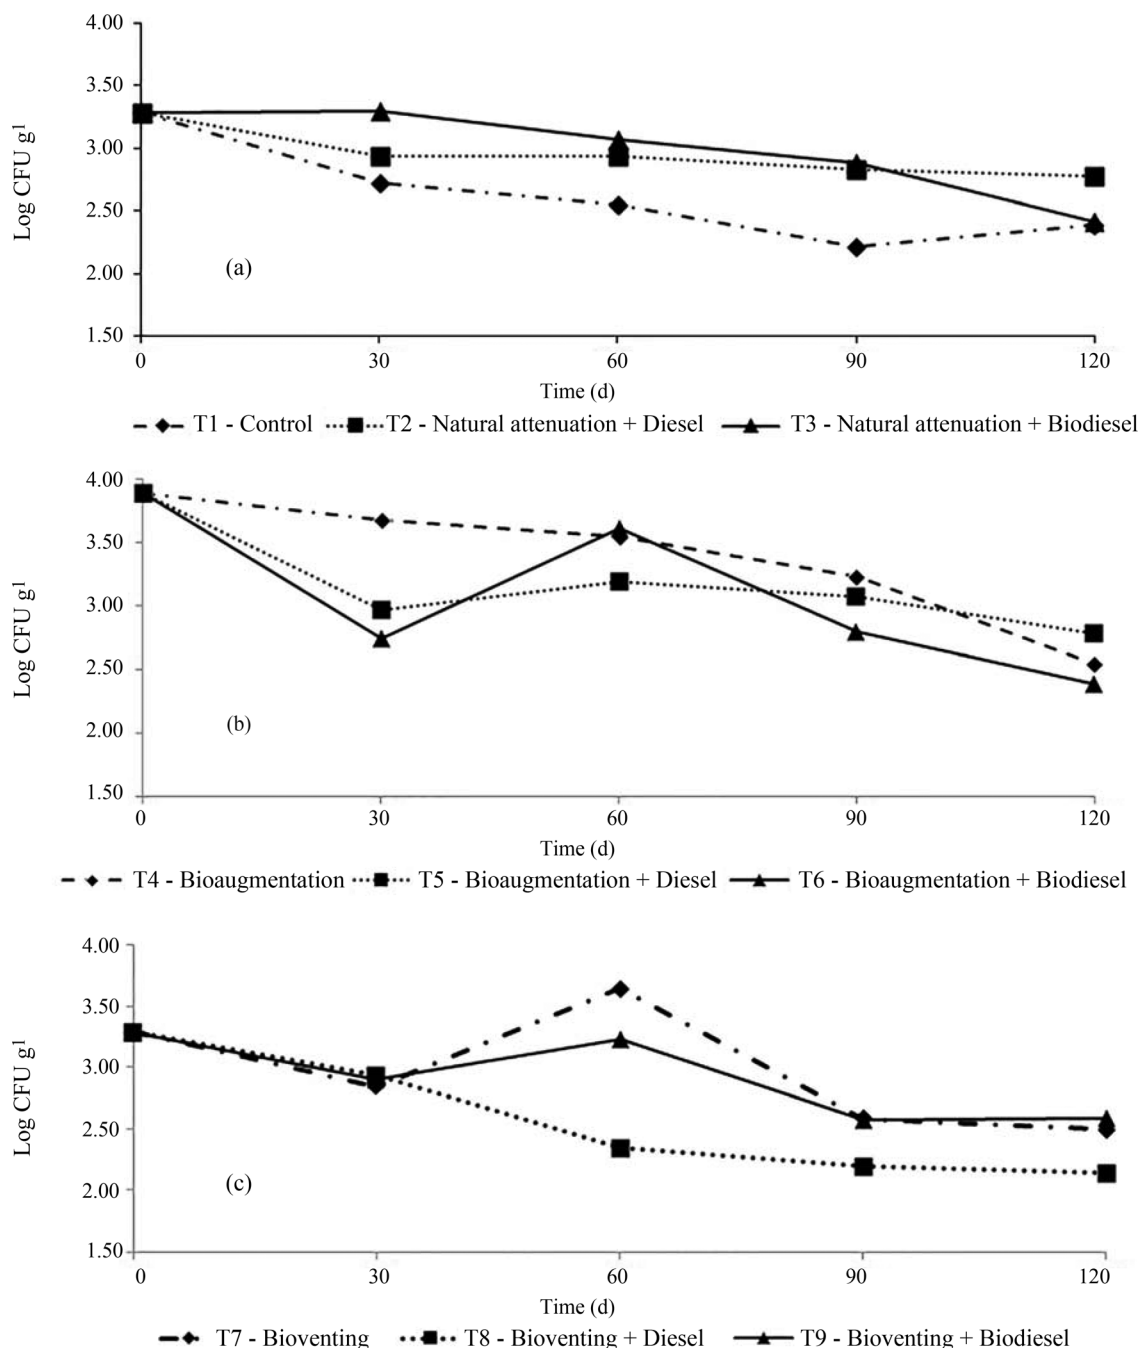 4.00
3.50
3.00
2.50
2.00
1.50
Log CFU g¹
(a)
0 30 60 90 120
Time (d)
T1 - Control T2 - Natural attenuation + Diesel T3 - Natural attenuation + Biodiesel
4.00
3.50
3.00
2.50
2.00
1.50
Log CFU g¹
(b)
0 30 60 90 120
Time (d)
T4 - Bioaugmentation T5 - Bioaugmentation + Diesel T6 - Bioaugmentation + Biodiesel
4.00
3.50
3.00
2.50
2.00
1.50
Log CFU g¹
(c)
0 30 60 90 120
Time (d)
T7 - Bioventing T8 - Bioventing + Diesel T9 - Bioventing + Biodiesel